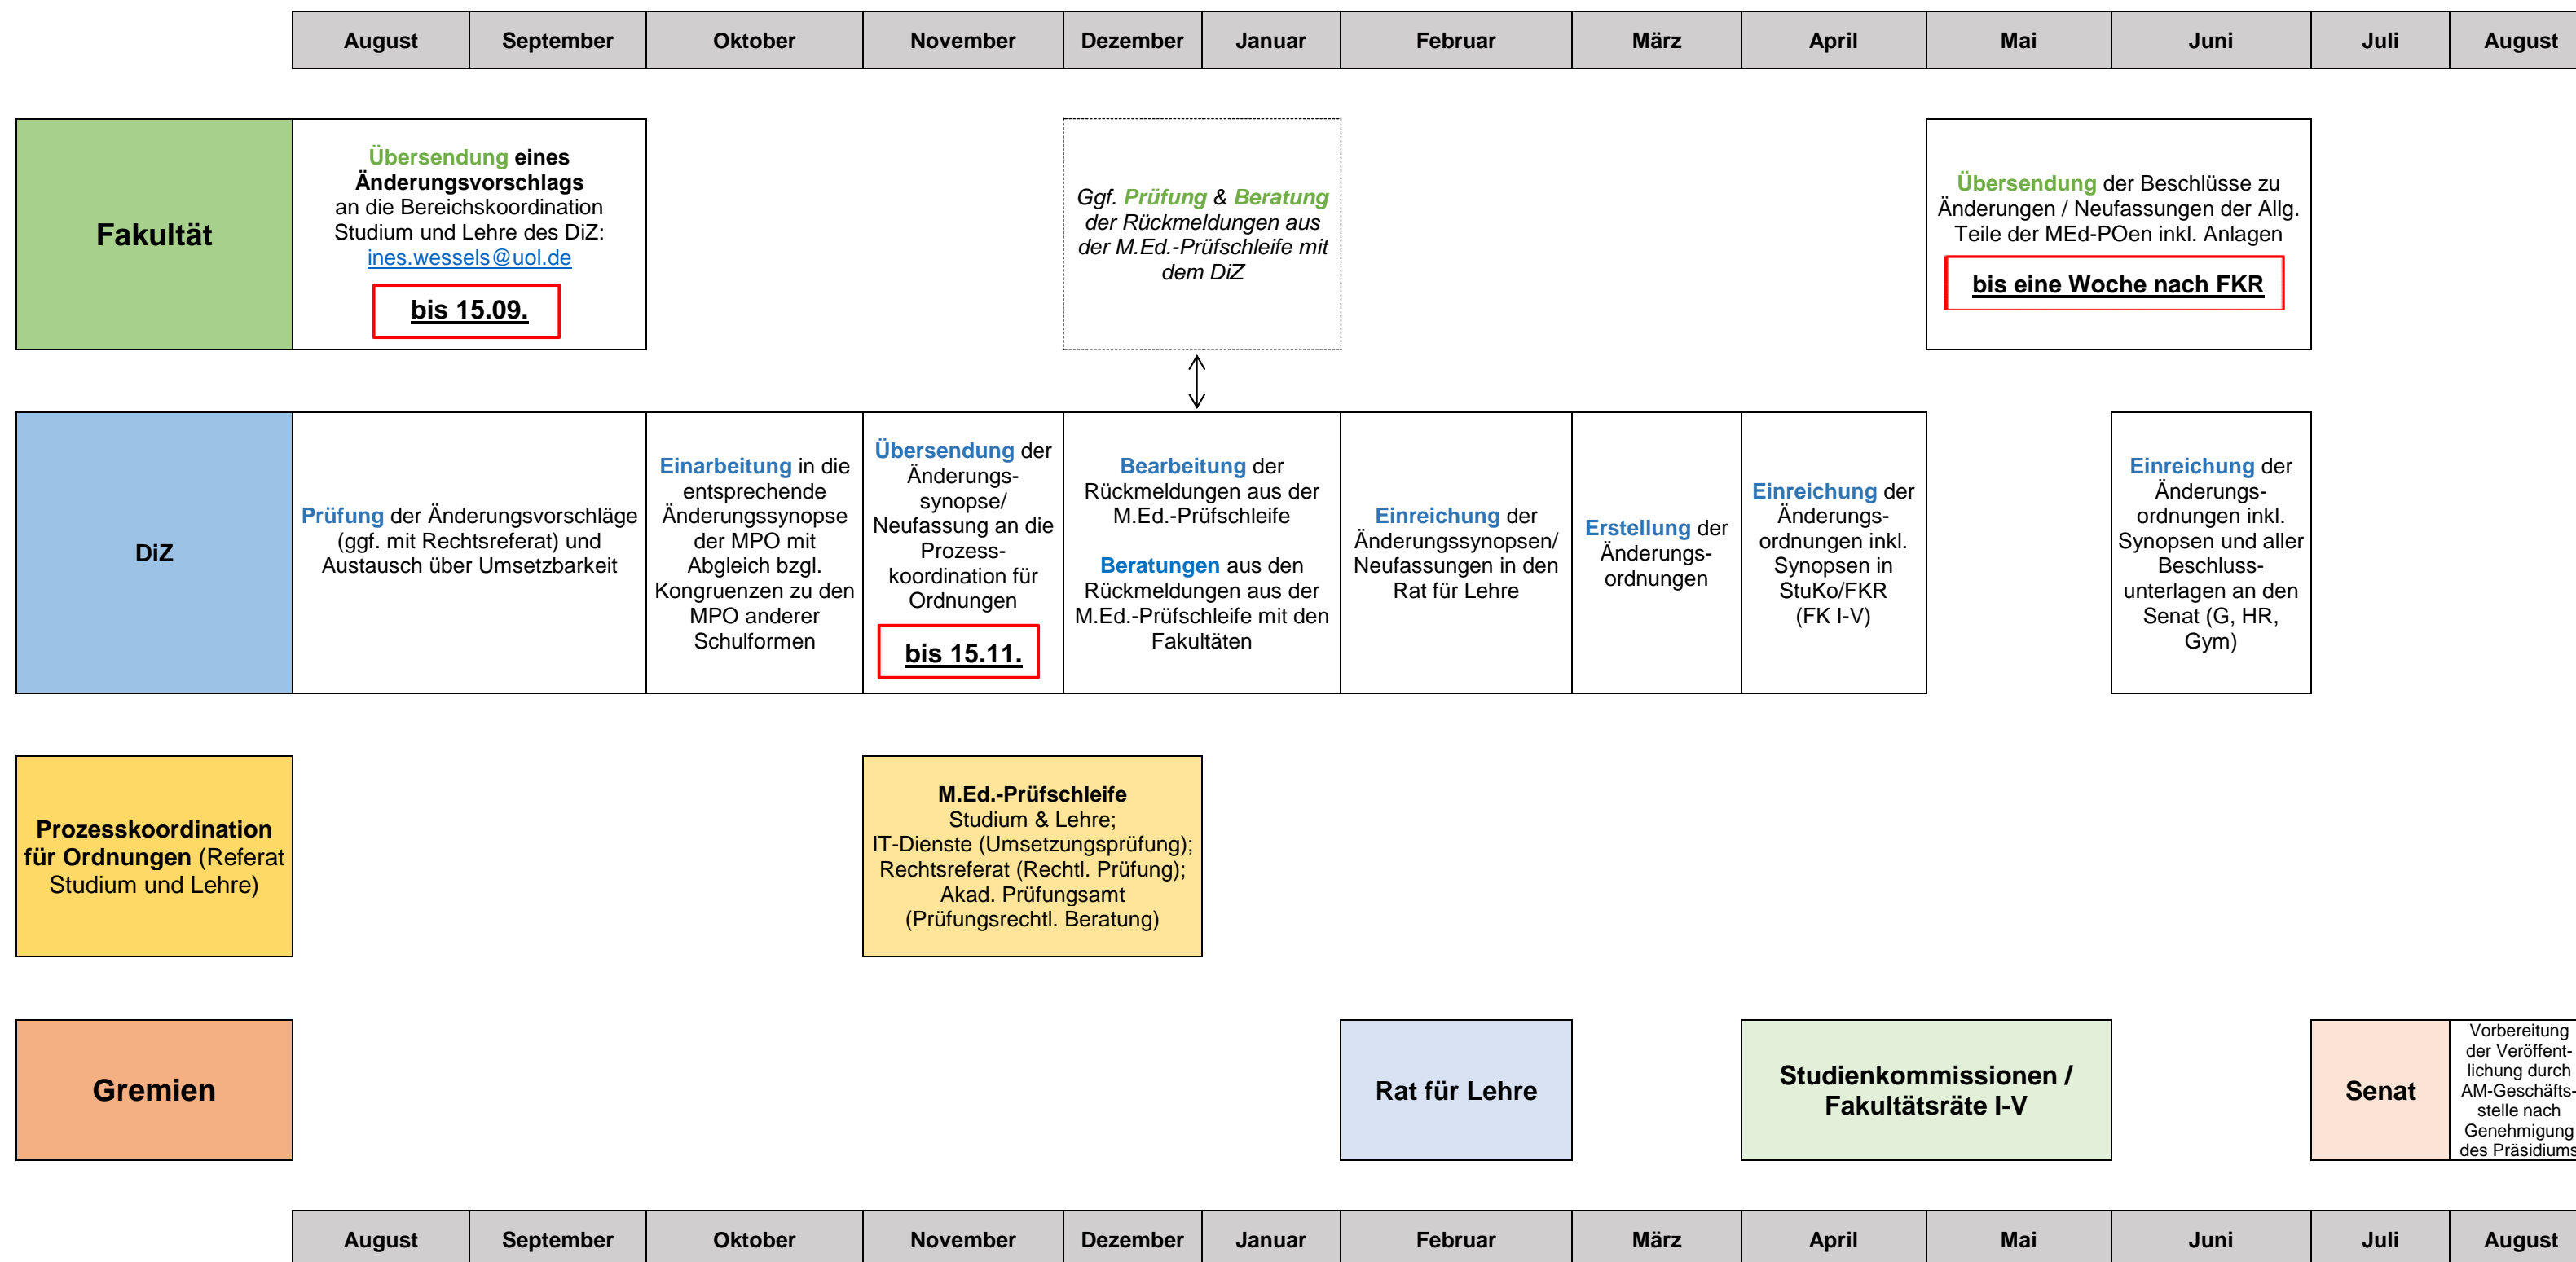 August September Oktober November Dezember Januar Februar März April Mai Juni Juli August
Fakultät
Übersendung eines
Änderungsvorschlags
an die Bereichskoordination
Studium und Lehre des DiZ:
ines.wessels@uol.de
bis 15.09.
Ggf. Prüfung & Beratung
der Rückmeldungen aus
der M.Ed.-Prüfschleife mit
dem DiZ
Übersendung der Beschlüsse zu
Änderungen / Neufassungen der Allg.
Teile der MEd-POen inkl. Anlagen
bis eine Woche nach FKR
DiZ
Prüfung der Änderungsvorschläge
(ggf. mit Rechtsreferat) und
Austausch über Umsetzbarkeit
Einarbeitung in die
entsprechende
Änderungssynopse
der MPO mit
Abgleich bzgl.
Kongruenzen zu den
MPO anderer
Schulformen
Übersendung der
Änderungs-
synopse/
Neufassung an die
Prozess-
koordination für
Ordnungen
bis 15.11.
Bearbeitung der
Rückmeldungen aus der
M.Ed.-Prüfschleife
Beratungen aus den
Rückmeldungen aus der
M.Ed.-Prüfschleife mit den
Fakultäten
Einreichung der
Änderungssynopsen/
Neufassungen in den
Rat für Lehre
Erstellung der
Änderungs-
ordnungen
Einreichung der
Änderungs-
ordnungen inkl.
Synopsen in
StuKo/FKR
(FK I-V)
Einreichung der
Änderungs-
ordnungen inkl.
Synopsen und aller
Beschluss-
unterlagen an den
Senat (G, HR,
Gym)
Prozesskoordination
für Ordnungen (Referat
Studium und Lehre)
M.Ed.-Prüfschleife
Studium & Lehre;
IT-Dienste (Umsetzungsprüfung);
Rechtsreferat (Rechtl. Prüfung);
Akad. Prüfungsamt
(Prüfungsrechtl. Beratung)
Gremien
Rat für Lehre
Studienkommissionen /
Fakultätsräte I-V
Senat
Vorbereitung
der Veröffent-
lichung durch
AM-Geschäfts-
stelle nach
Genehmigung
des Präsidiums
August September Oktober November Dezember Januar Februar März April Mai Juni Juli August